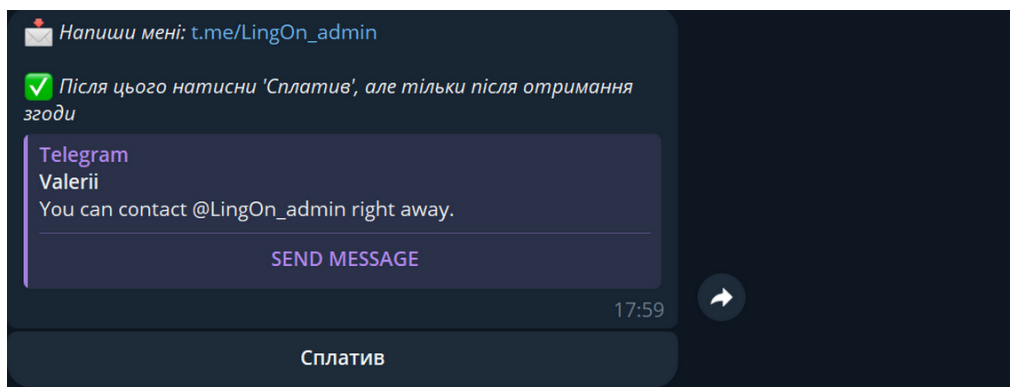 Напиши мені: t.me/LingOn_admin
Після цього натисни 'Сплатив', але тільки після отримання
згоди
Telegram
Valerii
You can contact @LingOn_admin right away.
SEND MESSAGE
17:59
Сплатив